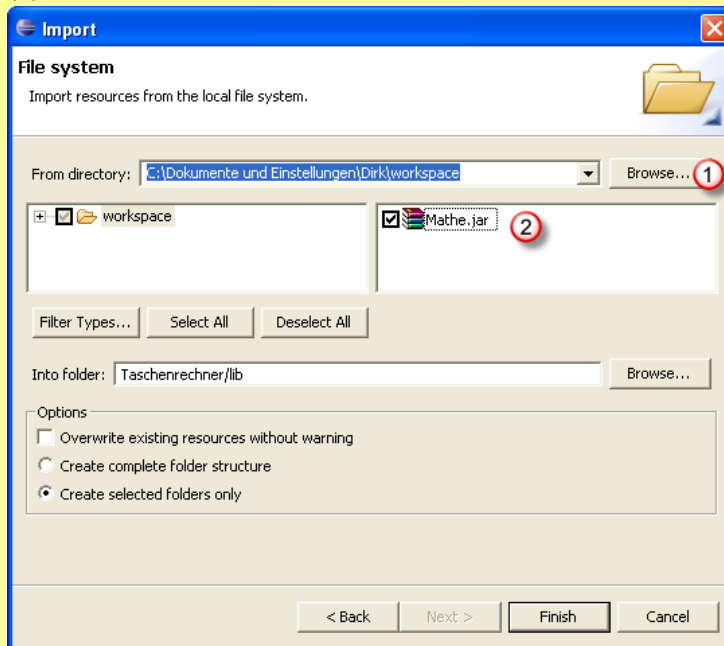 Import
File system
Import resources from the local file system.
From directory: C:\Dokumente und Einstellungen\Dirk\workspace Browse... 1
workspace Mathe.jar 2
Filter Types... Select All Deselect All
Into folder: Taschenrechner/lib Browse...
Options
Overwrite existing resources without warning
Create complete folder structure
Create selected folders only
< Back Next > Finish Cancel